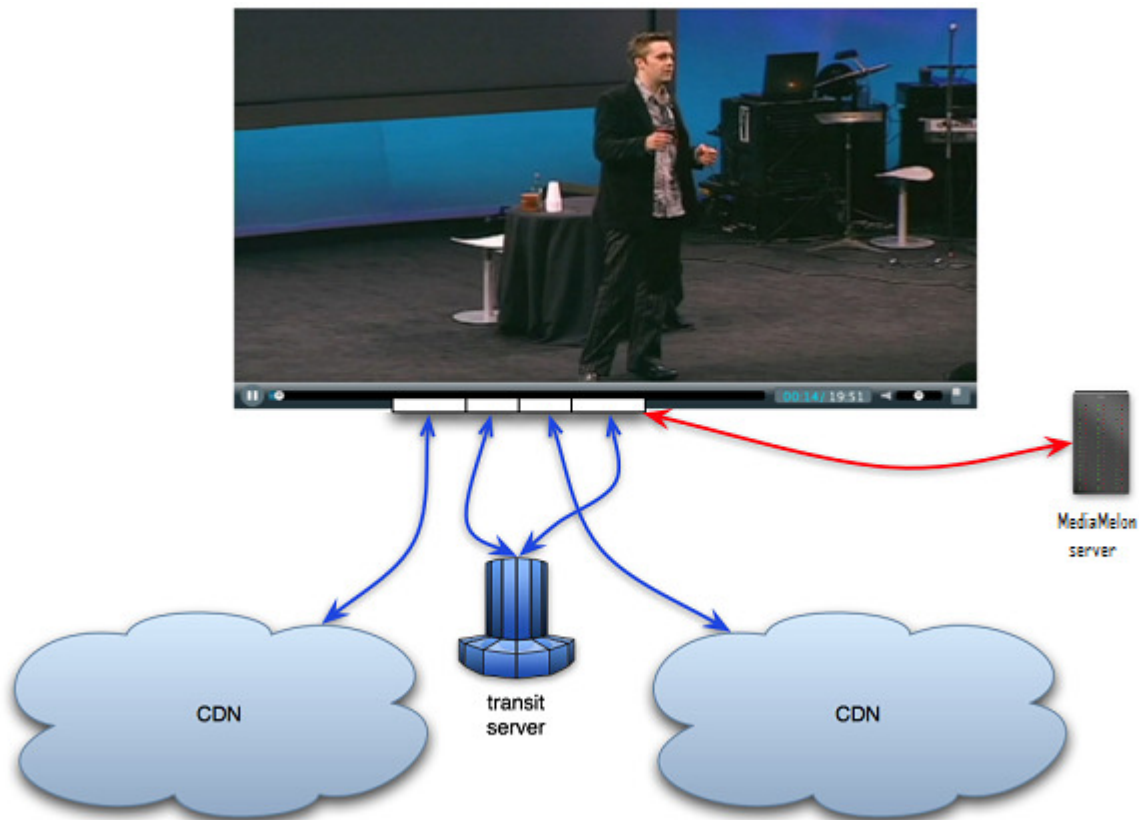 00:14 / 19:51
MediaMelon
server
transit
server
CDN
CDN